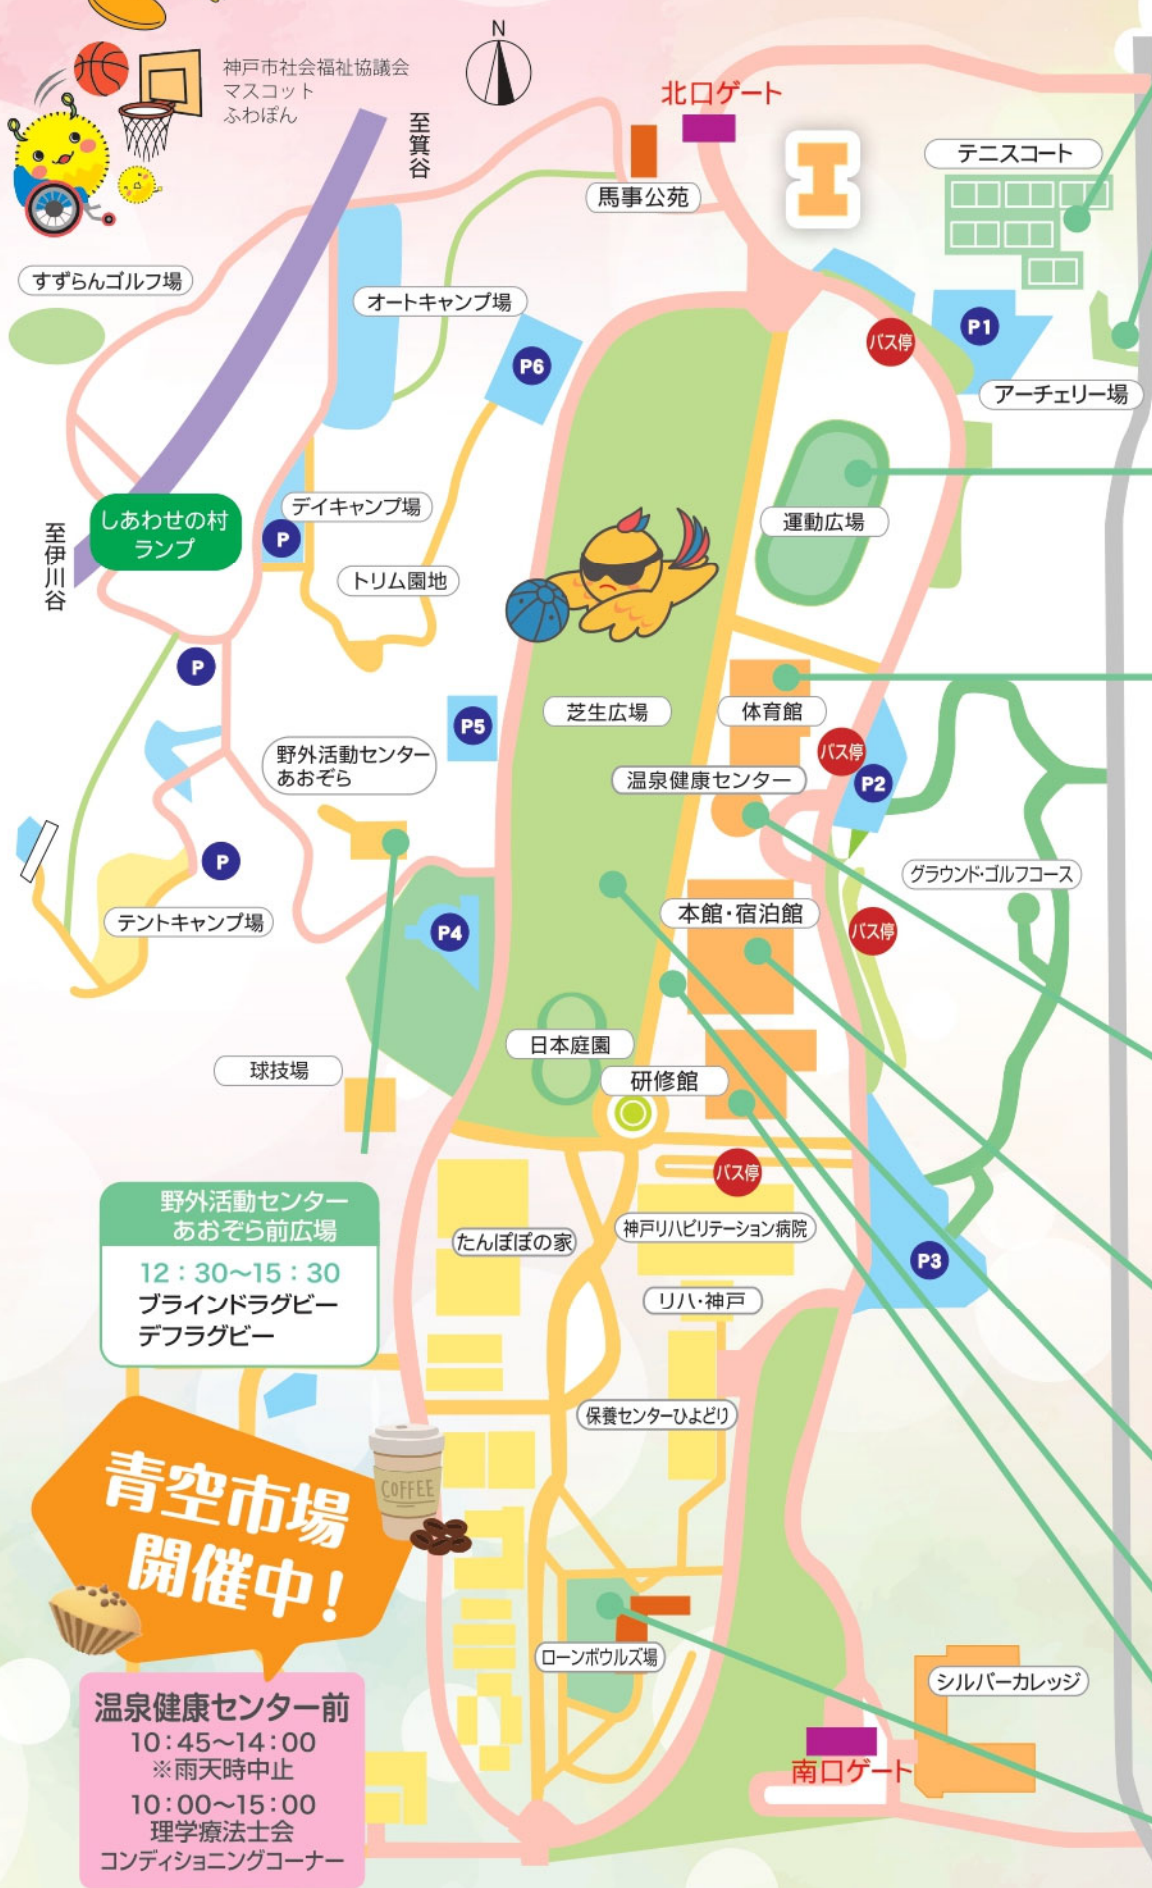 神戸市社会福祉協議会
マスコット
ふわぽん
N
至箕谷
北口ゲート
馬事公苑
テニスコート
すずらんゴルフ場
オートキャンプ場
P6
バス停
P1
アーチェリー場
しあわせの村
ランプ
至伊川谷
デイキャンプ場
P
トリム園地
運動広場
P
P5
芝生広場
体育館
野外活動センター
あおぞら
温泉健康センター
バス停
P2
P
テントキャンプ場
P4
本館・宿泊館
バス停
グラウンド・ゴルフコース
日本庭園
球技場
研修館
バス停
野外活動センター
あおぞら前広場
12：30～15：30
ブラインドラグビー
デフラグビー
たんぽぽの家
神戸リハビリテーション病院
P3
リハ・神戸
保養センターひよどり
青空市場
開催中！
COFFEE
ローンボウルズ場
シルバーカレッジ
南口ゲート
温泉健康センター前
10：45～14：00
※雨天時中止
10：00～15：00
理学療法士会
コンディショニングコーナー